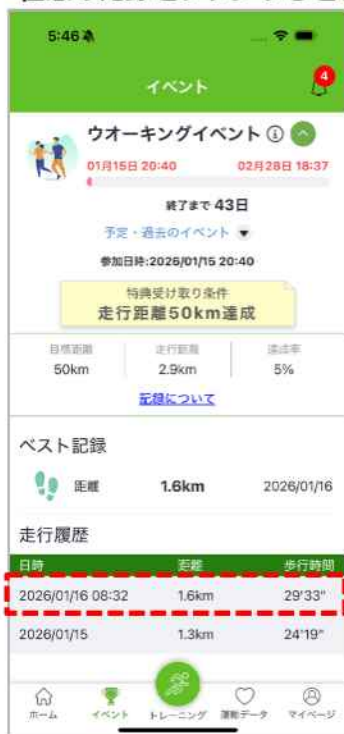 5:46
イベント
4
ウオーキングイベント
01月15日 20:40 02月28日 18:37
終了まで 43日
予定・過去のイベント ▼
参加日時:2026/01/15 20:40
特典受け取り条件
走行距離50km達成
目標距離 走行距離 達成率
50km 2.9km 5%
記録について
ベスト記録
距離 1.6km 2026/01/16
走行履歴
日時 距離 歩行時間
2026/01/16 08:32 1.6km 29'33"
2026/01/15 1.3km 24'19"
ホーム イベント トレーニング 運動データ マイページ